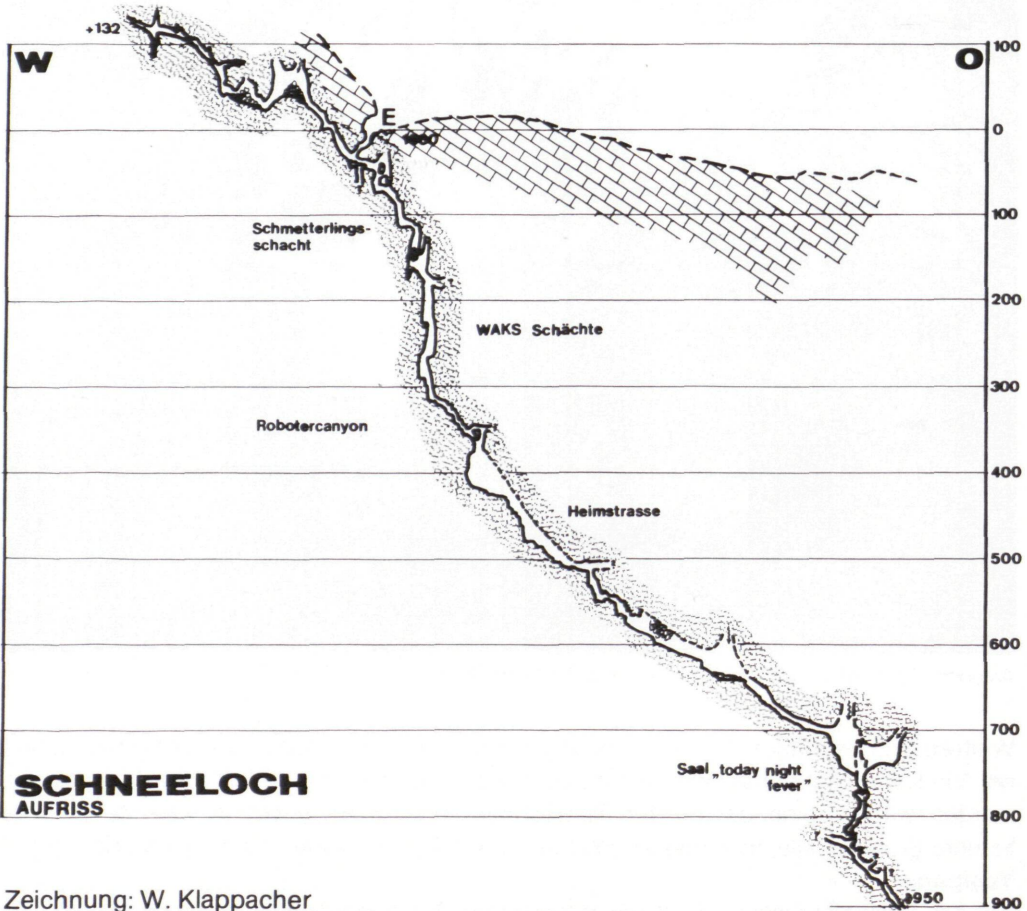 +132
100
W
O
E
1600
0
Schmetterlings-
schacht
100
200
WAKS Schächte
300
Robotercanyon
400
Heimstrasse
500
600
700
Saal „today night
fever"
SCHNEELOCH
AUFRISS
800
-950
900
Zeichnung: W. Klappacher